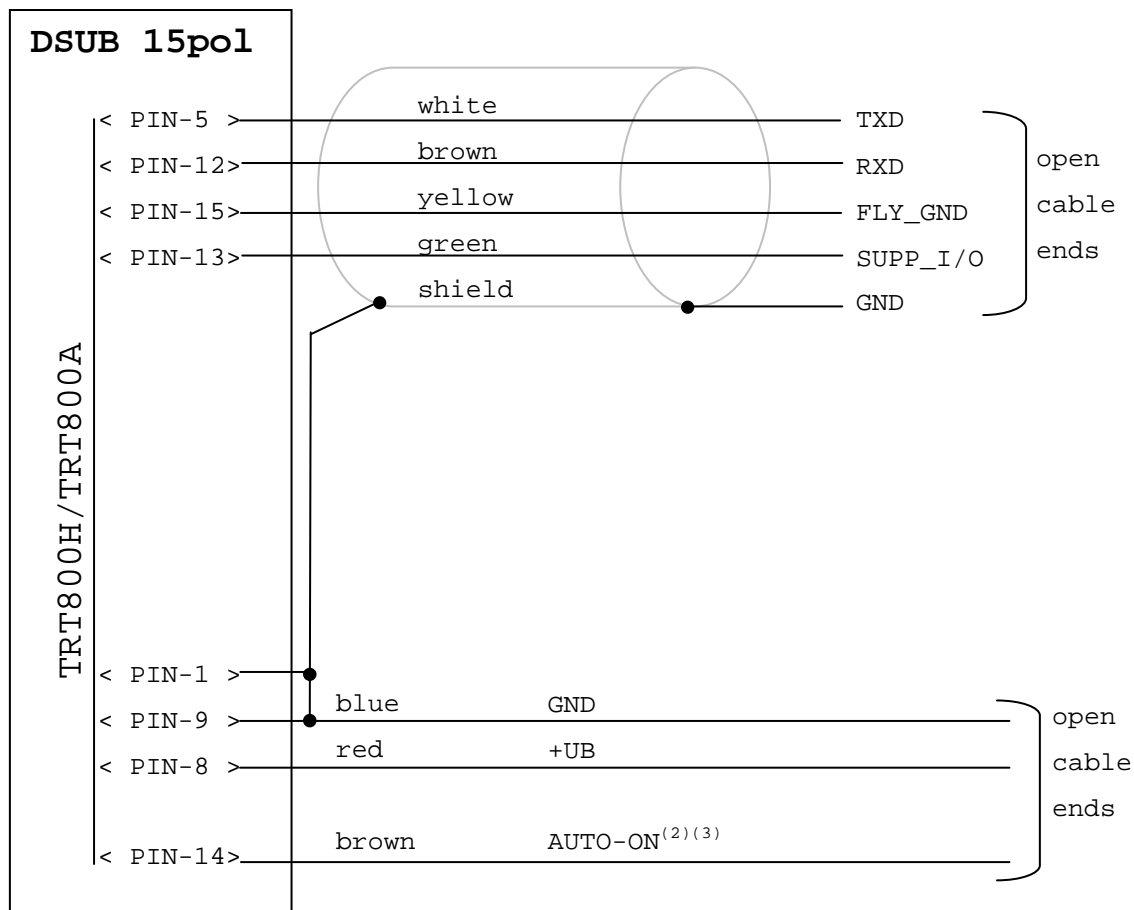 DSUB 15pol
< PIN-5 > white TXD
< PIN-12> brown RXD
< PIN-15> yellow FLY_GND
< PIN-13> green SUPP_I/O
shield GND
open
cable
ends
TRT800H/TRT800A
< PIN-1 >
< PIN-9 > blue GND
< PIN-8 > red +UB
< PIN-14> brown AUTO-ON(2)(3)
open
cable
ends